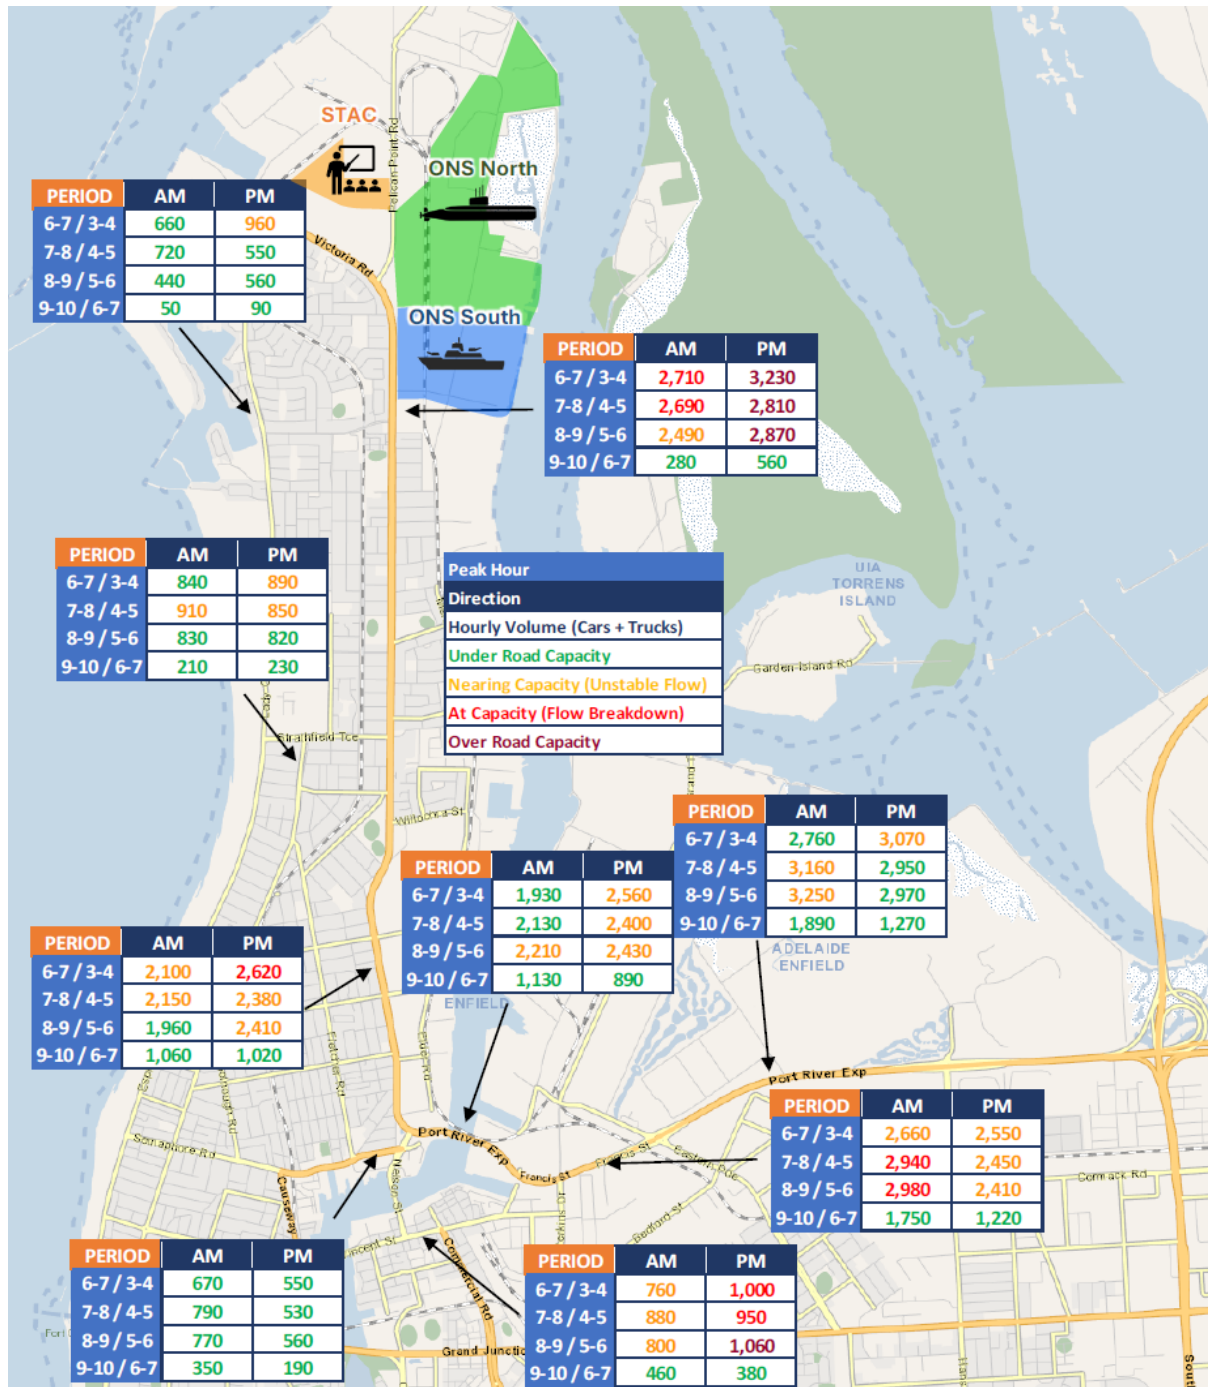 STAC
Pelican Point Rd
ONS North
PERIOD AM PM
6-7 / 3-4 660 960
7-8 / 4-5 720 550
8-9 / 5-6 440 560
9-10 / 6-7 50 90
Victoria Rd
ONS South
PERIOD AM PM
6-7 / 3-4 2,710 3,230
7-8 / 4-5 2,690 2,810
8-9 / 5-6 2,490 2,870
9-10 / 6-7 280 560
PERIOD AM PM
6-7 / 3-4 840 890
7-8 / 4-5 910 850
8-9 / 5-6 830 820
9-10 / 6-7 210 230
Peak Hour
Direction
Hourly Volume (Cars + Trucks)
Under Road Capacity
Nearing Capacity (Unstable Flow)
At Capacity (Flow Breakdown)
Over Road Capacity
UIA
TORRENS
ISLAND
Garden Island Rd
Strathfield Tce
PERIOD AM PM
6-7 / 3-4 2,760 3,070
7-8 / 4-5 3,160 2,950
8-9 / 5-6 3,250 2,970
9-10 / 6-7 1,890 1,270
ADELAIDE
ENFIELD
PERIOD AM PM
6-7 / 3-4 1,930 2,560
7-8 / 4-5 2,130 2,400
8-9 / 5-6 2,210 2,430
9-10 / 6-7 1,130 890
ENFIELD
PERIOD AM PM
6-7 / 3-4 2,100 2,620
7-8 / 4-5 2,150 2,380
8-9 / 5-6 1,960 2,410
9-10 / 6-7 1,060 1,020
Fletcher Rd
Semaphore Rd
Causeway
Port River Exp
Port River Exp
Francis St
Francis St
Eastern Pde
Nelson St
Bedford St
Cormack Rd
PERIOD AM PM
6-7 / 3-4 2,660 2,550
7-8 / 4-5 2,940 2,450
8-9 / 5-6 2,980 2,410
9-10 / 6-7 1,750 1,220
Commercial Rd
PERIOD AM PM
6-7 / 3-4 670 550
7-8 / 4-5 790 530
8-9 / 5-6 770 560
9-10 / 6-7 350 190
PERIOD AM PM
6-7 / 3-4 760 1,000
7-8 / 4-5 880 950
8-9 / 5-6 800 1,060
9-10 / 6-7 460 380
Grand Junctio
South